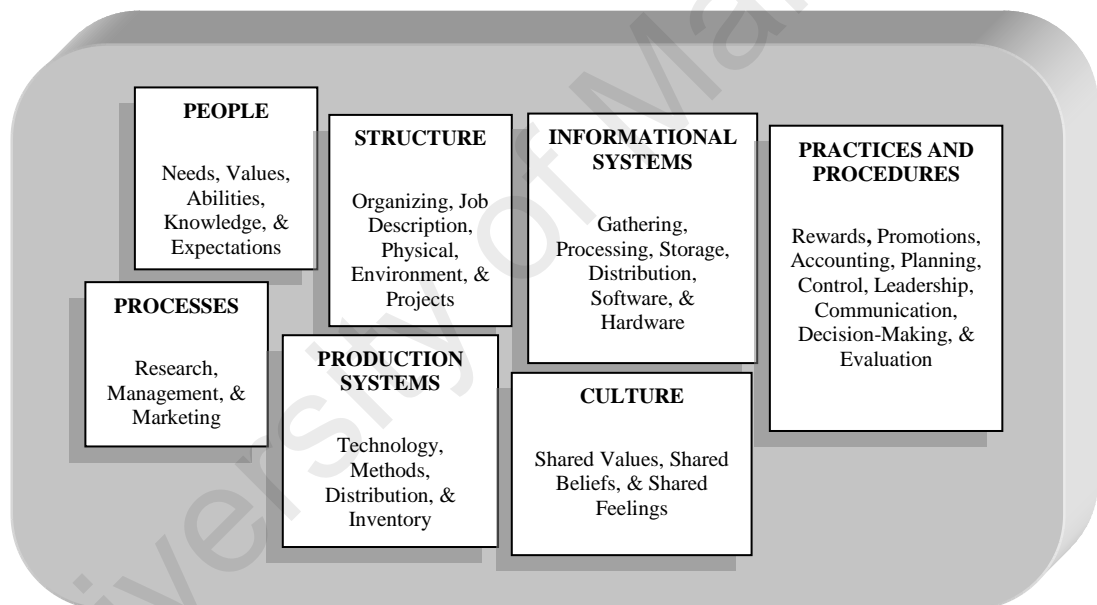 PEOPLE
Needs, Values,
Abilities,
Knowledge, &
Expectations
STRUCTURE
Organizing, Job
Description,
Physical,
Environment, &
Projects
INFORMATIONAL
SYSTEMS
Gathering,
Processing, Storage,
Distribution,
Software, &
Hardware
PRACTICES AND
PROCEDURES
Rewards, Promotions,
Accounting, Planning,
Control, Leadership,
Communication,
Decision-Making, &
Evaluation
PROCESSES
Research,
Management, &
Marketing
PRODUCTION
SYSTEMS
Technology,
Methods,
Distribution, &
Inventory
CULTURE
Shared Values, Shared
Beliefs, & Shared
Feelings
of